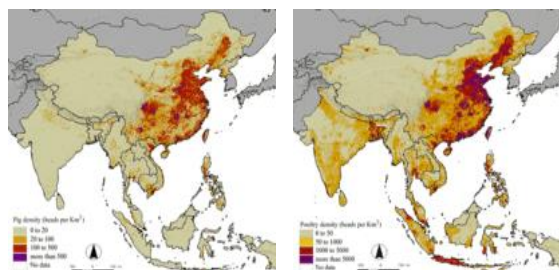 Pig density (heads per Km²)
0 to 20
20 to 100
100 to 500
more than 500
No data
Poultry density (heads per Km²)
0 to 50
50 to 1000
1000 to 5000
more than 5000
No data